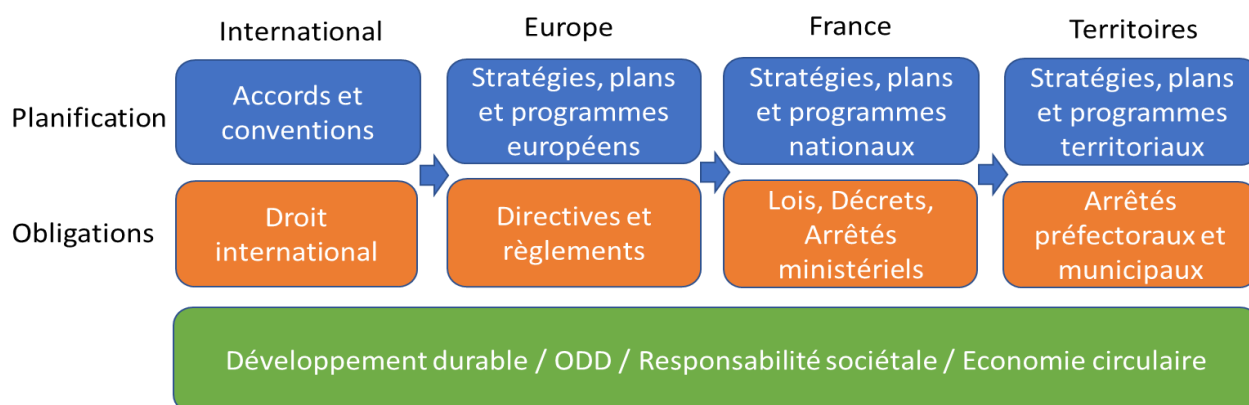 International
Europe
France
Territoires
Planification
Accords et
conventions
Stratégies, plans
et programmes
européens
Stratégies, plans
et programmes
nationaux
Stratégies, plans
et programmes
territoriaux
Obligations
Droit
international
Directives et
règlements
Lois, Décrets,
Arrêtés
ministériels
Arrêtés
préfectoraux et
municipaux
Développement durable / ODD / Responsabilité sociétale / Economie circulaire